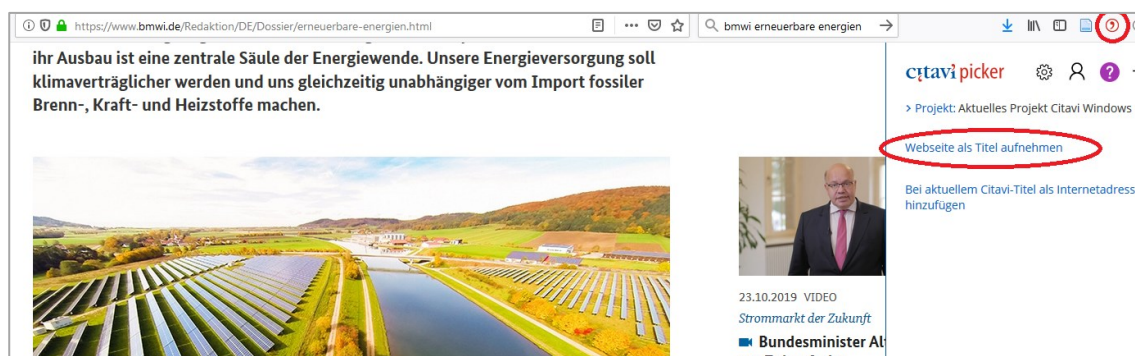 https://www.bmwi.de/Redaktion/DE/Dossier/erneuerbare-energien.html
bmwi erneuerbare energien
ihr Ausbau ist eine zentrale Säule der Energiewende. Unsere Energieversorgung soll
klimaverträglicher werden und uns gleichzeitig unabhängiger vom Import fossiler
Brenn-, Kraft- und Heizstoffe machen.
23.10.2019 VIDEO
Strommarkt der Zukunft
Bundesminister Al
citavi picker
> Projekt: Aktuelles Projekt Citavi Windows
Webseite als Titel aufnehmen
Bei aktuellem Citavi-Titel als Internetadress
hinzufügen